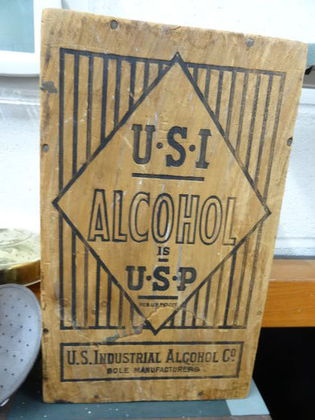 U·S·I
ALCOHOL
IS
U·S·P
U.S. INDUSTRIAL ALCOHOL CO
SOLE MANUFACTURERS